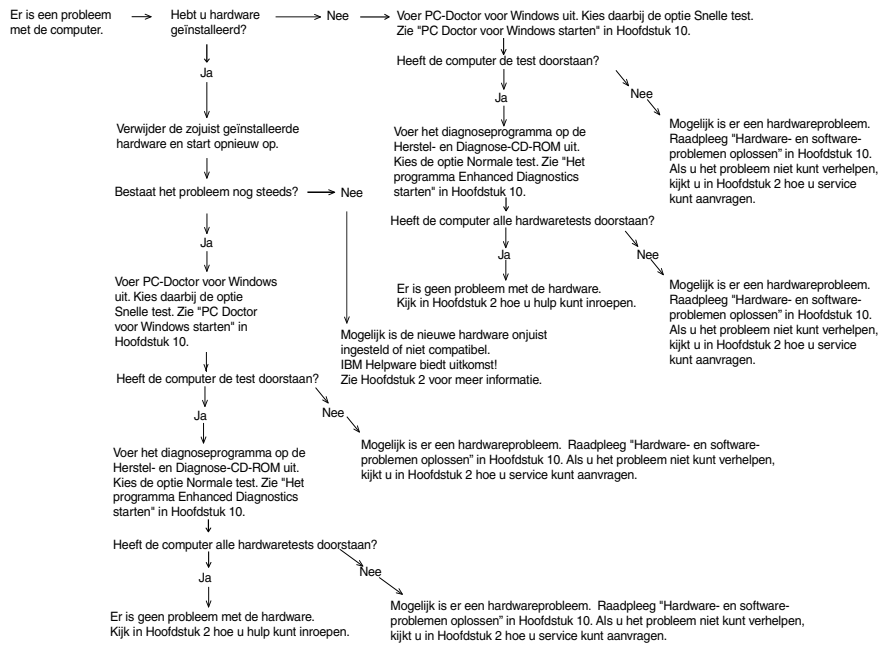 Er is een probleem
met de computer.
Hebt u hardware
geïnstalleerd?
Nee
Voer PC-Doctor voor Windows uit. Kies daarbij de optie Snelle test.
Zie "PC Doctor voor Windows starten" in Hoofdstuk 10.
Heeft de computer de test doorstaan?
Nee
Mogelijk is er een hardwareprobleem.
Raadpleeg "Hardware- en software-
problemen oplossen" in Hoofdstuk 10.
Als u het probleem niet kunt verhelpen,
kijkt u in Hoofdstuk 2 hoe u service
kunt aanvragen.
Ja
Voer het diagnoseprogramma op de
Herstel- en Diagnose-CD-ROM uit.
Kies de optie Normale test. Zie "Het
programma Enhanced Diagnostics
starten" in Hoofdstuk 10.
Heeft de computer alle hardwaretests doorstaan?
Nee
Mogelijk is er een hardwareprobleem.
Raadpleeg "Hardware- en software-
problemen oplossen" in Hoofdstuk 10.
Als u het probleem niet kunt verhelpen,
kijkt u in Hoofdstuk 2 hoe u service
kunt aanvragen.
Ja
Er is geen probleem met de hardware.
Kijk in Hoofdstuk 2 hoe u hulp kunt inroepen.
Ja
Verwijder de zojuist geïnstalleerde
hardware en start opnieuw op.
Bestaat het probleem nog steeds?
Nee
Mogelijk is de nieuwe hardware onjuist
ingesteld of niet compatibel.
IBM Helpware biedt uitkomst!
Zie Hoofdstuk 2 voor meer informatie.
Ja
Voer PC-Doctor voor Windows
uit. Kies daarbij de optie
Snelle test. Zie "PC Doctor
voor Windows starten" in
Hoofdstuk 10.
Heeft de computer de test doorstaan?
Nee
Mogelijk is er een hardwareprobleem. Raadpleeg "Hardware- en software-
problemen oplossen" in Hoofdstuk 10. Als u het probleem niet kunt verhelpen,
kijkt u in Hoofdstuk 2 hoe u service kunt aanvragen.
Ja
Voer het diagnoseprogramma op de
Herstel- en Diagnose-CD-ROM uit.
Kies de optie Normale test. Zie "Het
programma Enhanced Diagnostics
starten" in Hoofdstuk 10.
Heeft de computer alle hardwaretests doorstaan?
Nee
Mogelijk is er een hardwareprobleem. Raadpleeg "Hardware- en software-
problemen oplossen" in Hoofdstuk 10. Als u het probleem niet kunt verhelpen,
kijkt u in Hoofdstuk 2 hoe u service kunt aanvragen.
Ja
Er is geen probleem met de hardware.
Kijk in Hoofdstuk 2 hoe u hulp kunt inroepen.